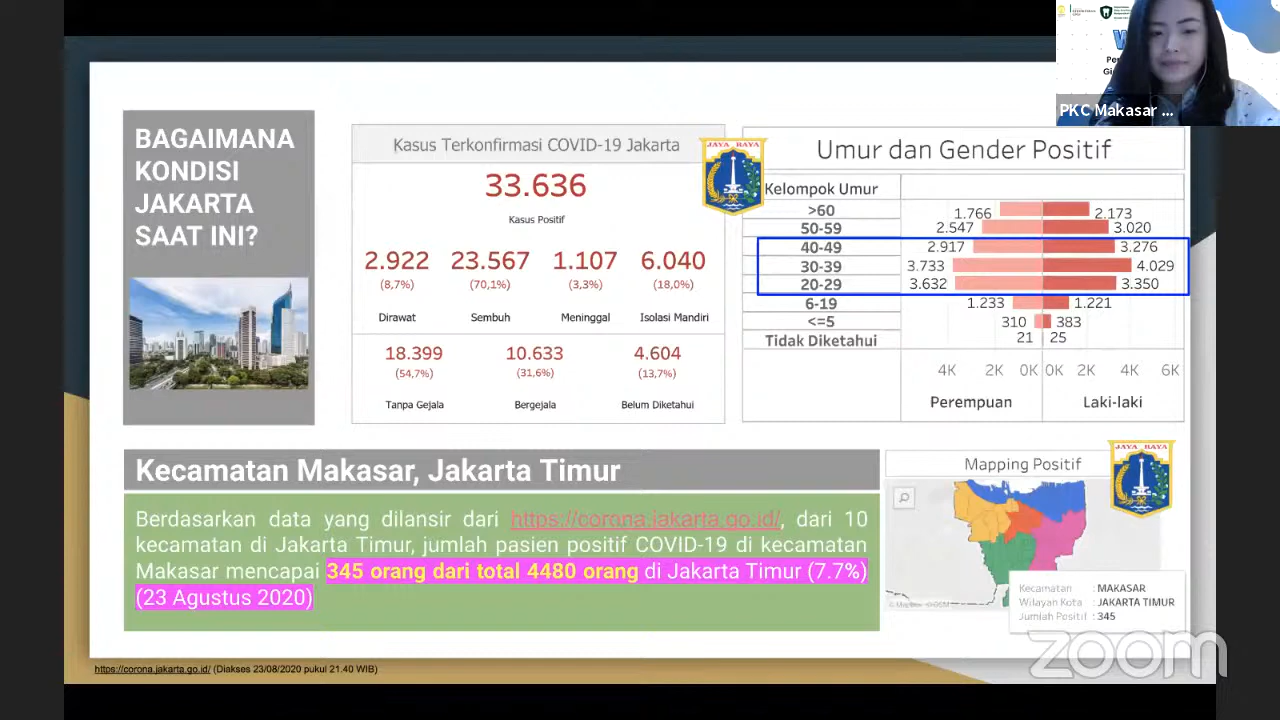 BAGAIMANA
KONDISI
JAKARTA
SAAT INI?
Kasus Terkonfirmasi COVID-19 Jakarta
33.636
Kasus Positif
2.922 23.567 1.107 6.040
(8,7%) (70,1%) (3,3%) (18,0%)
Dirawat Sembuh Meninggal Isolasi Mandiri
18.399 10.633 4.604
(54,7%) (31,6%) (13,7%)
Tanpa Gejala Bergejala Belum Diketahui
JAYA RAYA
Umur dan Gender Positif
Kelompok Umur
>60 1.766 2.173
50-59 2.547 3.020
40-49 2.917 3.276
30-39 3.733 4.029
20-29 3.632 3.350
6-19 1.233 1.221
<=5 310 383
Tidak Diketahui 21 25
4K 2K 0K 0K 2K 4K 6K
Perempuan Laki-laki
PKC Makasar ...
Kecamatan Makasar, Jakarta Timur
Berdasarkan data yang dilansir dari https://corona.jakarta.go.id/, dari 10
kecamatan di Jakarta Timur, jumlah pasien positif COVID-19 di kecamatan
Makasar mencapai 345 orang dari total 4480 orang di Jakarta Timur (7.7%)
(23 Agustus 2020)
Mapping Positif
JAYA RAYA
Kecamatan : MAKASAR
Wilayan Kota : JAKARTA TIMUR
Jumlah Positif : 345
zoom
https://corona.jakarta.go.id/ (Diakses 23/08/2020 pukul 21.40 WIB)